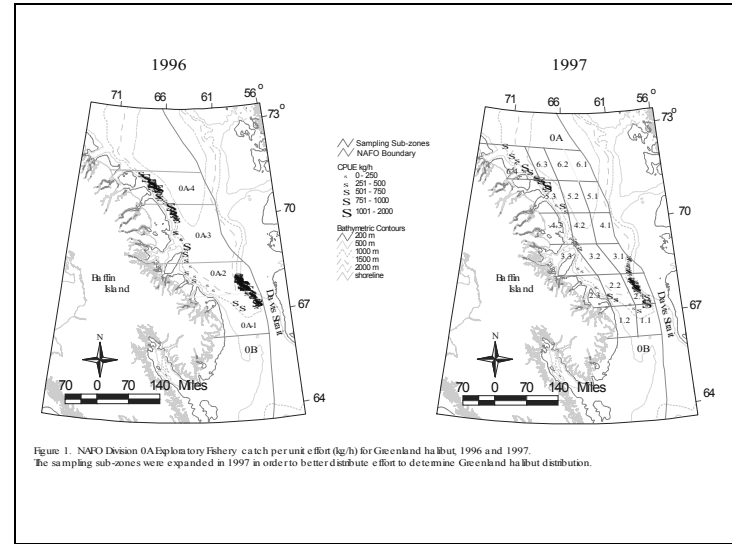 1996
1997
71 66 61 56°
73°
70
67
64
0A-4
0A-3
0A-2
0A-1
0B
Baffin
Island
Davis Strait
N
70 0 70 140 Miles
Sampling Sub-zones
NAFO Boundary
CPUE kg/h
0 - 250
251 - 500
501 - 750
751 - 1000
1001 - 2000
Bathymetric Contours
200 m
500 m
1000 m
1500 m
2000 m
shoreline
71 66 61 56°
73°
70
67
64
0A
6.4 6.3 6.2 6.1
5.3 5.2 5.1
4.3 4.2 4.1
3.3 3.2 3.1
2.3 2.2
1.2 1.1
0B
Baffin
Island
Davis Strait
N
70 0 70 140 Miles
Figure 1. NAFO Division 0A Exploratory Fishery catch per unit effort (kg/h) for Greenland halibut, 1996 and 1997.
The sampling sub-zones were expanded in 1997 in order to better distribute effort to determine Greenland halibut distribution.